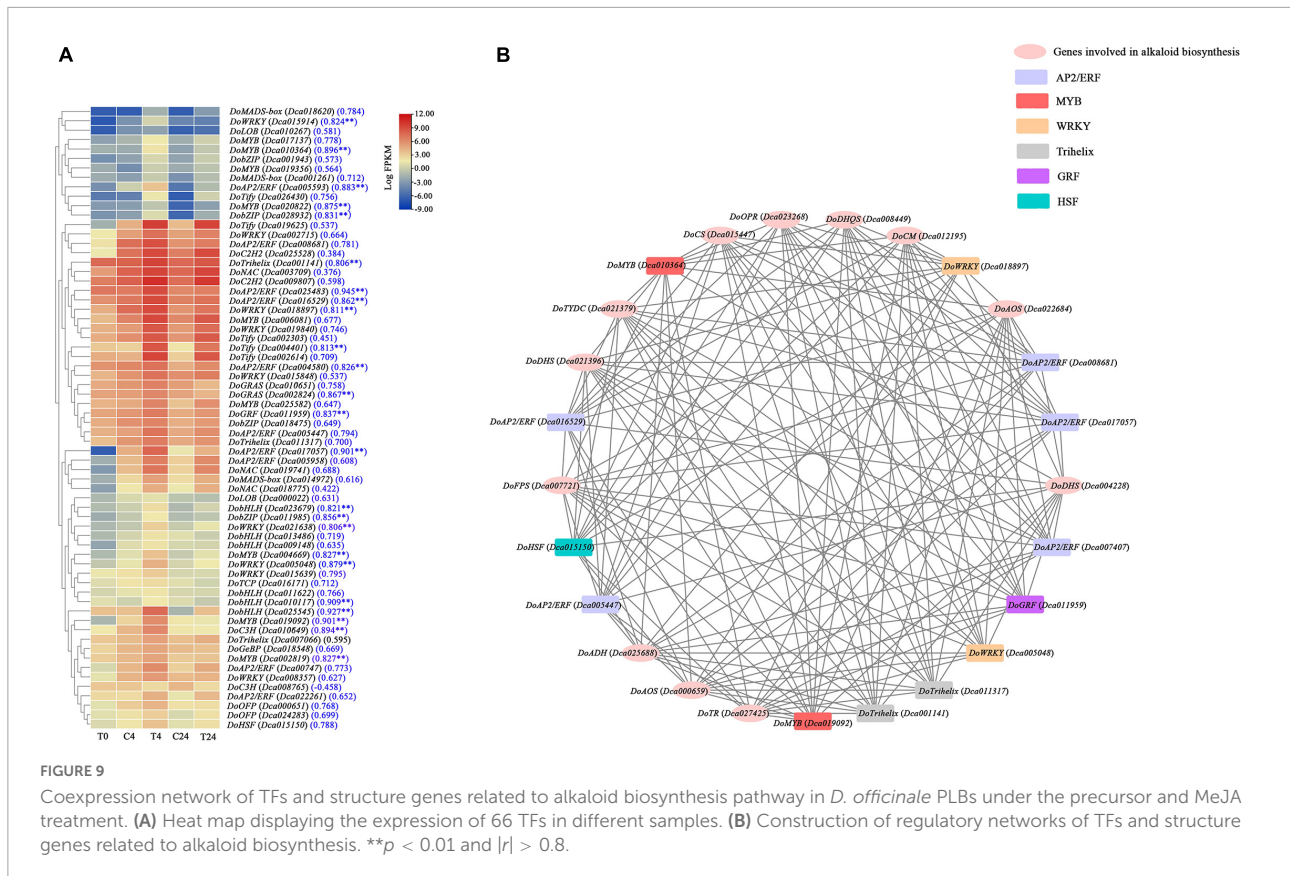 A
DoMADS-box (Dca018620) (0.784)
DoWRKY (Dca015914) (0.824**)
DoLOB (Dca010267) (0.581)
DoMYB (Dca017137) (0.778)
DoMYB (Dca010364) (0.896**)
DobZIP (Dca001943) (0.573)
DoMYB (Dca019356) (0.564)
DoMADS-box (Dca001261) (0.712)
DoAP2/ERF (Dca005593) (0.883**)
DoTify (Dca026430) (0.756)
DoMYB (Dca020822) (0.875**)
DobZIP (Dca028932) (0.831**)
DoTify (Dca019625) (0.537)
DoWRKY (Dca002715) (0.664)
DoAP2/ERF (Dca008681) (0.781)
DoC2H2 (Dca025528) (0.384)
DoTrihelix (Dca001141) (0.806**)
DoNAC (Dca003709) (0.376)
DoC2H2 (Dca009807) (0.598)
DoAP2/ERF (Dca025483) (0.945**)
DoAP2/ERF (Dca016529) (0.862**)
DoWRKY (Dca018897) (0.811**)
DoMYB (Dca006081) (0.677)
DoWRKY (Dca019840) (0.746)
DoTify (Dca002303) (0.451)
DoTify (Dca004401) (0.813**)
DoTify (Dca002614) (0.709)
DoAP2/ERF (Dca004580) (0.826**)
DoWRKY (Dca015848) (0.537)
DoGRAS (Dca010651) (0.758)
DoGRAS (Dca002824) (0.867**)
DoMYB (Dca025582) (0.647)
DoGRF (Dca011959) (0.837**)
DobZIP (Dca018475) (0.649)
DoAP2/ERF (Dca005447) (0.794)
DoTrihelix (Dca011317) (0.700)
DoAP2/ERF (Dca017057) (0.901**)
DoAP2/ERF (Dca005958) (0.608)
DoNAC (Dca019741) (0.688)
DoMADS-box (Dca014972) (0.616)
DoNAC (Dca018775) (0.422)
DoLOB (Dca000022) (0.631)
DobHLH (Dca023679) (0.821**)
DobZIP (Dca011985) (0.856**)
DoWRKY (Dca021638) (0.806**)
DobHLH (Dca013486) (0.719)
DobHLH (Dca009148) (0.635)
DoMYB (Dca004669) (0.827**)
DoWRKY (Dca005048) (0.879**)
DoWRKY (Dca015639) (0.795)
DoTCP (Dca016171) (0.712)
DobHLH (Dca011622) (0.766)
DobHLH (Dca010117) (0.909**)
DobHLH (Dca025545) (0.927**)
DoMYB (Dca019092) (0.901**)
DoC3H (Dca010649) (0.894**)
DoTrihelix (Dca007066) (0.595)
DoGeBP (Dca018548) (0.669)
DoMYB (Dca002819) (0.827**)
DoAP2/ERF (Dca00747) (0.773)
DoWRKY (Dca008357) (0.627)
DoC3H (Dca008765) (-0.458)
DoAP2/ERF (Dca022261) (0.652)
DoOFP (Dca000651) (0.768)
DoOFP (Dca024283) (0.699)
DoHSF (Dca015150) (0.788)
T0 C4 T4 C24 T24
12.00
9.00
6.00
3.00
0.00
-3.00
-6.00
-9.00
Log FPKM
B
Genes involved in alkaloid biosynthesis
AP2/ERF
MYB
WRKY
Trihelix
GRF
HSF
DoOPR (Dca023268)
DoDHQS (Dca008449)
DoCS (Dca015447)
DoCM (Dca012195)
DoMYB (Dca010364)
DoWRKY (Dca018897)
DoTYDC (Dca021379)
DoAOS (Dca022684)
DoDHS (Dca021396)
DoAP2/ERF (Dca008681)
DoAP2/ERF (Dca016529)
DoAP2/ERF (Dca017057)
DoFPS (Dca007721)
DoDHS (Dca004228)
DoHSF (Dca015150)
DoAP2/ERF (Dca007407)
DoAP2/ERF (Dca005447)
DoGRF (Dca011959)
DoADH (Dca025688)
DoWRKY (Dca005048)
DoAOS (Dca000659)
DoTrihelix (Dca011317)
DoTR (Dca027425)
DoTrihelix (Dca001141)
DoMYB (Dca019092)
FIGURE 9
Coexpression network of TFs and structure genes related to alkaloid biosynthesis pathway in D. officinale PLBs under the precursor and MeJA
treatment. (A) Heat map displaying the expression of 66 TFs in different samples. (B) Construction of regulatory networks of TFs and structure
genes related to alkaloid biosynthesis. **p < 0.01 and |r| > 0.8.